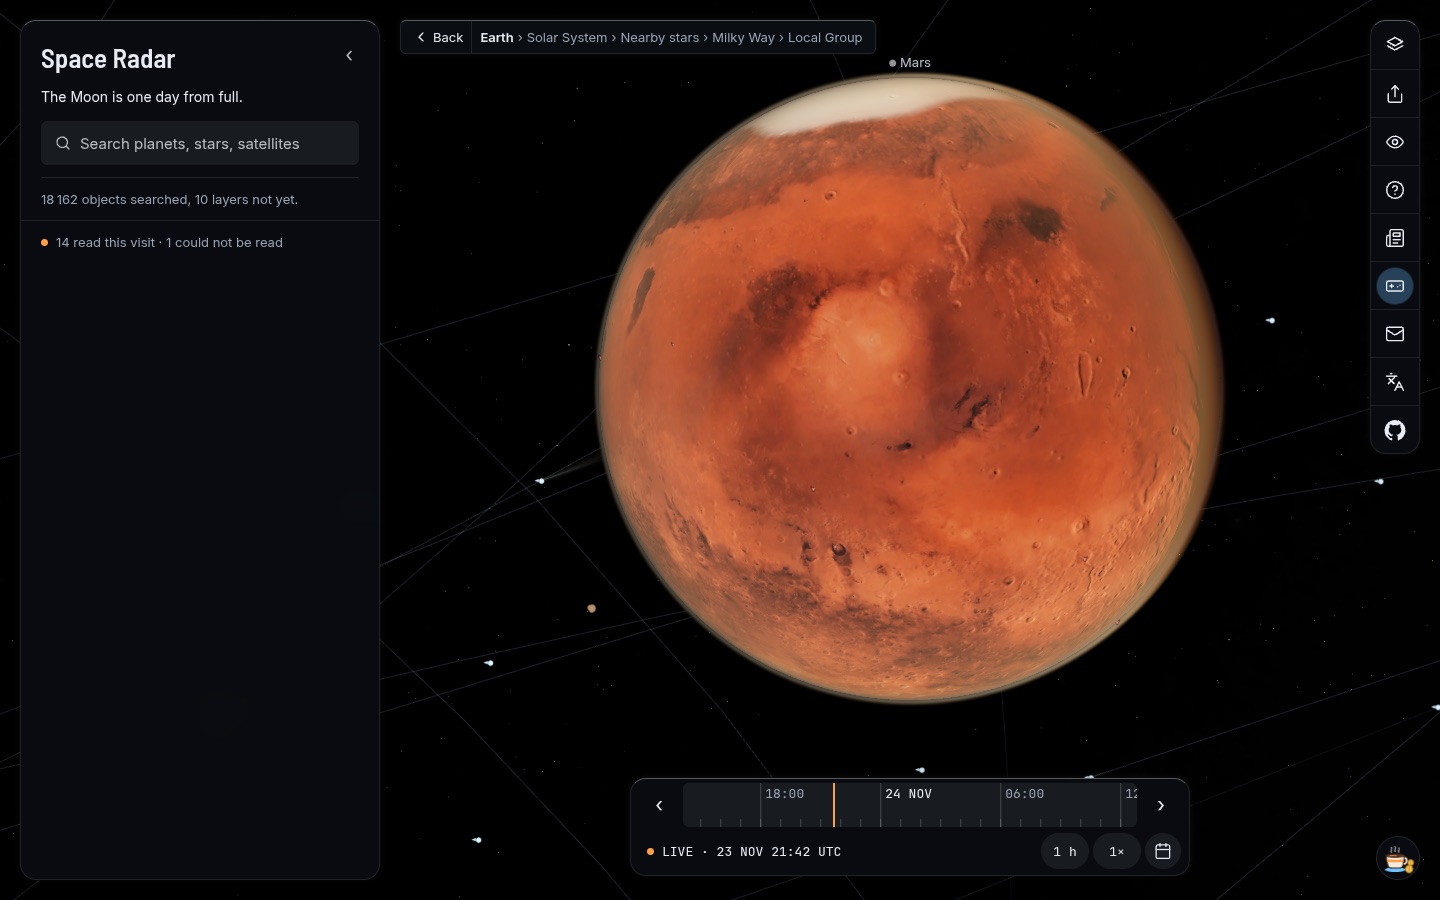 Space Radar
The Moon is one day from full.
Search planets, stars, satellites
18 162 objects searched, 10 layers not yet.
14 read this visit · 1 could not be read
Back Earth › Solar System › Nearby stars › Milky Way › Local Group
Mars
18:00 24 NOV 06:00 12
LIVE · 23 NOV 21:42 UTC 1 h 1×